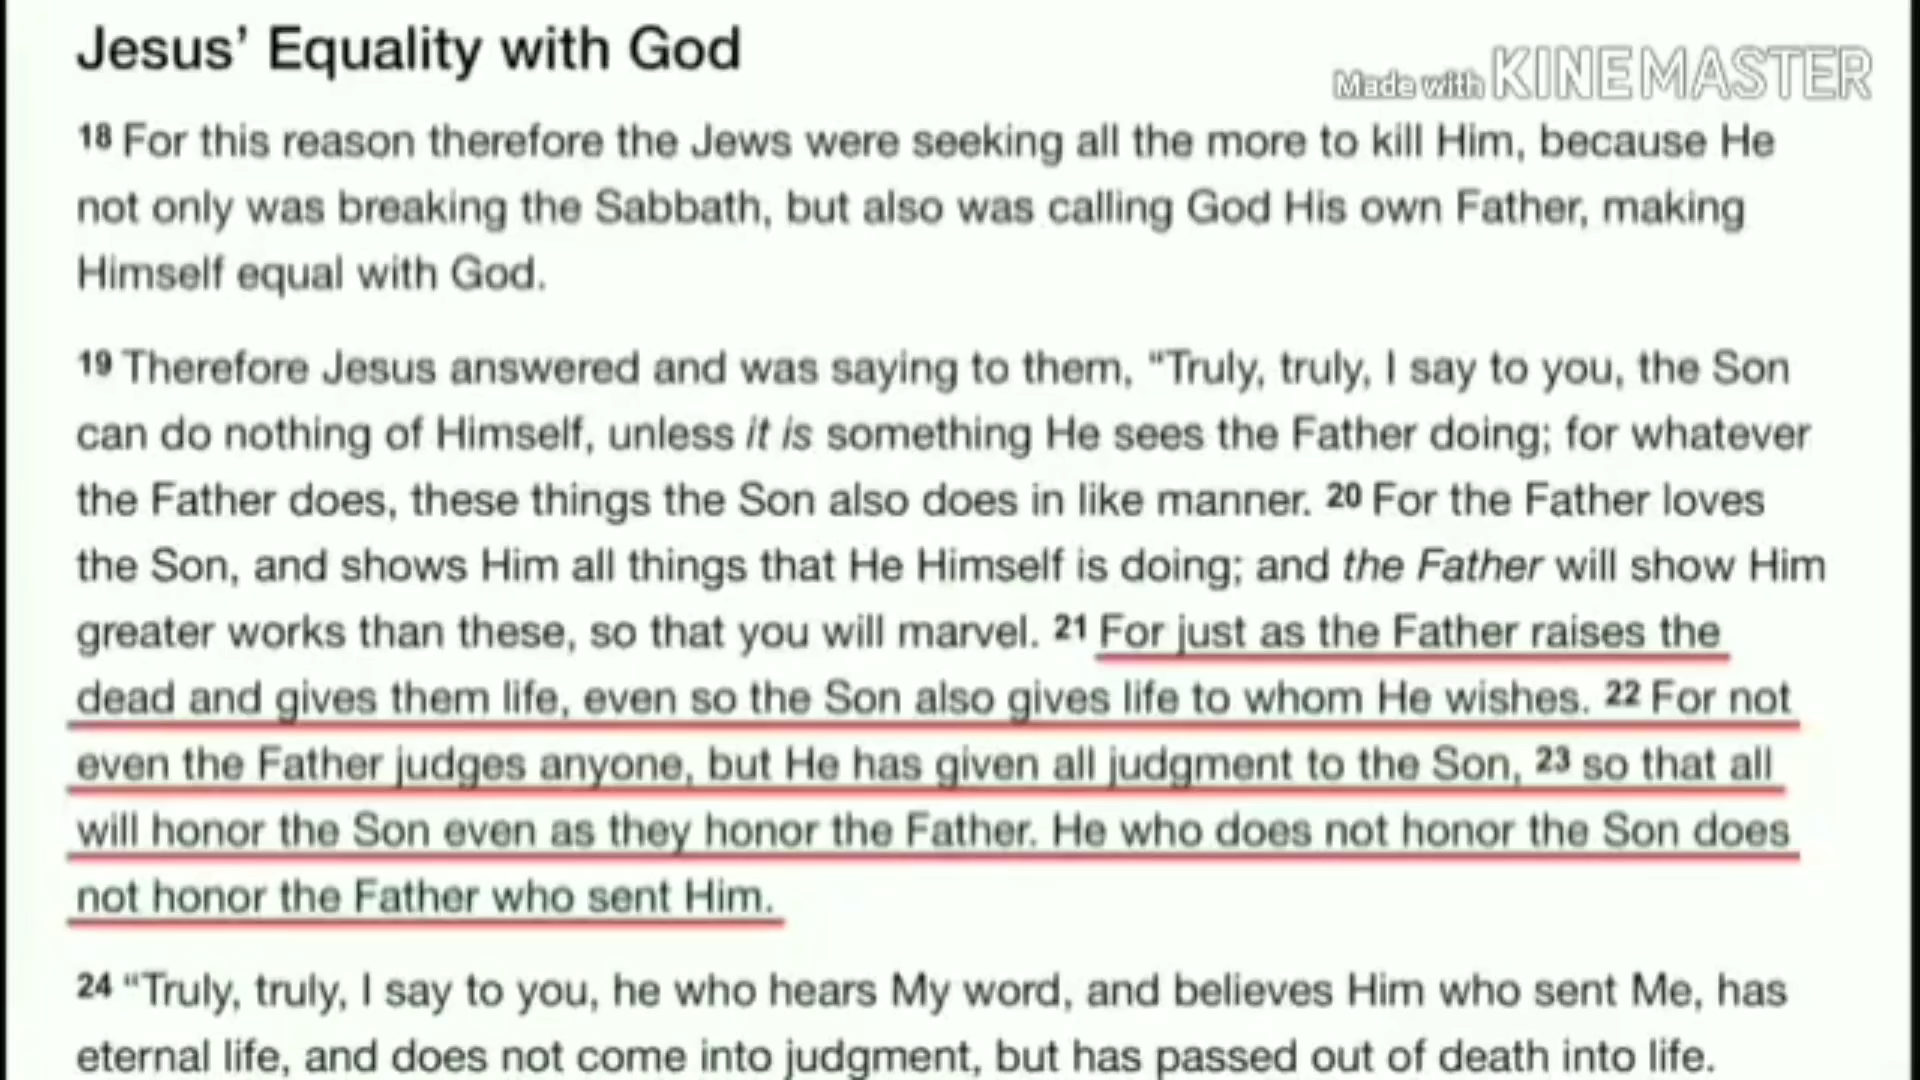 Jesus’ Equality with God
Made with KINEMASTER
18 For this reason therefore the Jews were seeking all the more to kill Him, because He
not only was breaking the Sabbath, but also was calling God His own Father, making
Himself equal with God.
19 Therefore Jesus answered and was saying to them, “Truly, truly, I say to you, the Son
can do nothing of Himself, unless it is something He sees the Father doing; for whatever
the Father does, these things the Son also does in like manner. 20 For the Father loves
the Son, and shows Him all things that He Himself is doing; and the Father will show Him
greater works than these, so that you will marvel. 21 For just as the Father raises the
dead and gives them life, even so the Son also gives life to whom He wishes. 22 For not
even the Father judges anyone, but He has given all judgment to the Son, 23 so that all
will honor the Son even as they honor the Father. He who does not honor the Son does
not honor the Father who sent Him.
24 “Truly, truly, I say to you, he who hears My word, and believes Him who sent Me, has
eternal life, and does not come into judgment, but has passed out of death into life.